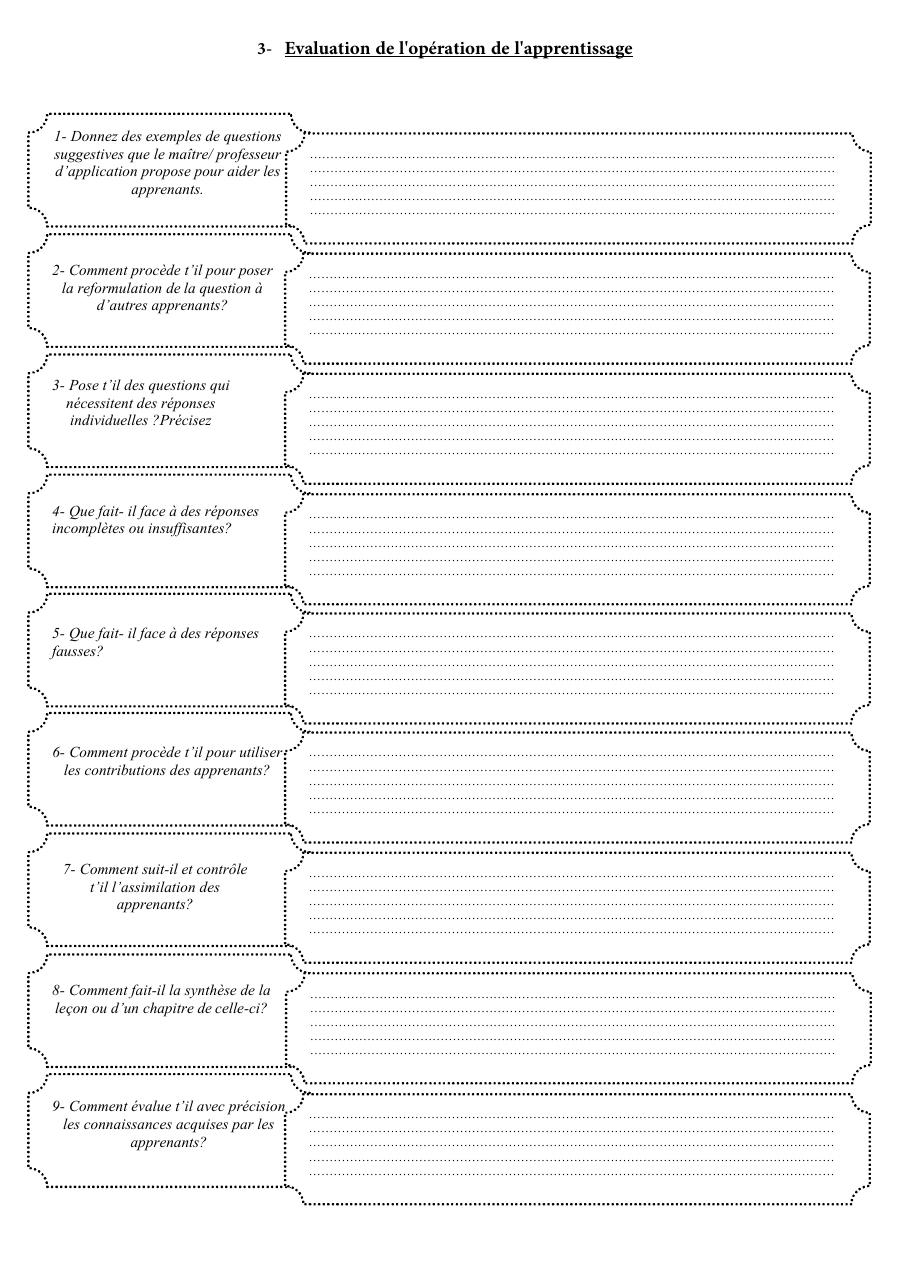 3- Evaluation de l'opération de l'apprentissage
1- Donnez des exemples de questions
suggestives que le maître/ professeur
d’application propose pour aider les
apprenants.
2- Comment procède t’il pour poser
la reformulation de la question à
d’autres apprenants?
3- Pose t’il des questions qui
nécessitent des réponses
individuelles ?Précisez
4- Que fait- il face à des réponses
incomplètes ou insuffisantes?
5- Que fait- il face à des réponses
fausses?
6- Comment procède t’il pour utiliser
les contributions des apprenants?
7- Comment suit-il et contrôle
t’il l’assimilation des
apprenants?
8- Comment fait-il la synthèse de la
leçon ou d’un chapitre de celle-ci?
9- Comment évalue t’il avec précision
les connaissances acquises par les
apprenants?